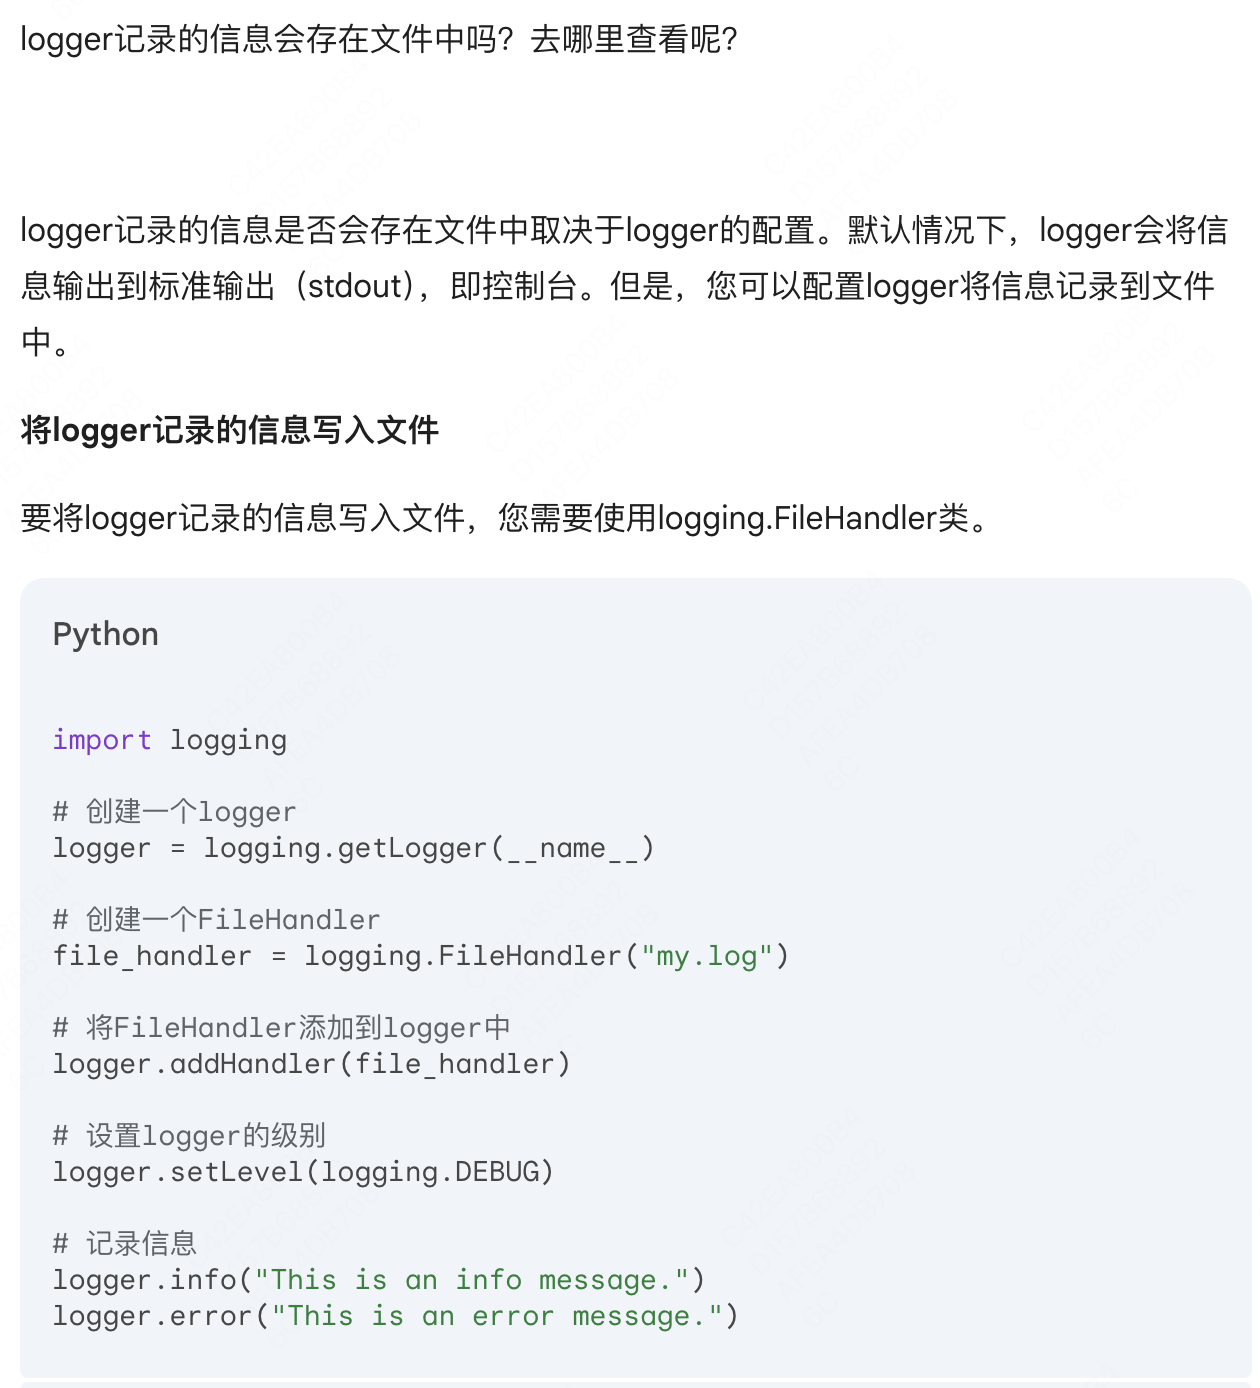 logger记录的信息会存在文件中吗？去哪里查看呢？
logger记录的信息是否会存在文件中取决于logger的配置。默认情况下，logger会将信
息输出到标准输出（stdout），即控制台。但是，您可以配置logger将信息记录到文件
中。
将logger记录的信息写入文件
要将logger记录的信息写入文件，您需要使用logging.FileHandler类。
Python
import logging
# 创建一个logger
logger = logging.getLogger(__name__)
# 创建一个FileHandler
file_handler = logging.FileHandler("my.log")
# 将FileHandler添加到logger中
logger.addHandler(file_handler)
# 设置logger的级别
logger.setLevel(logging.DEBUG)
# 记录信息
logger.info("This is an info message.")
logger.error("This is an error message.")